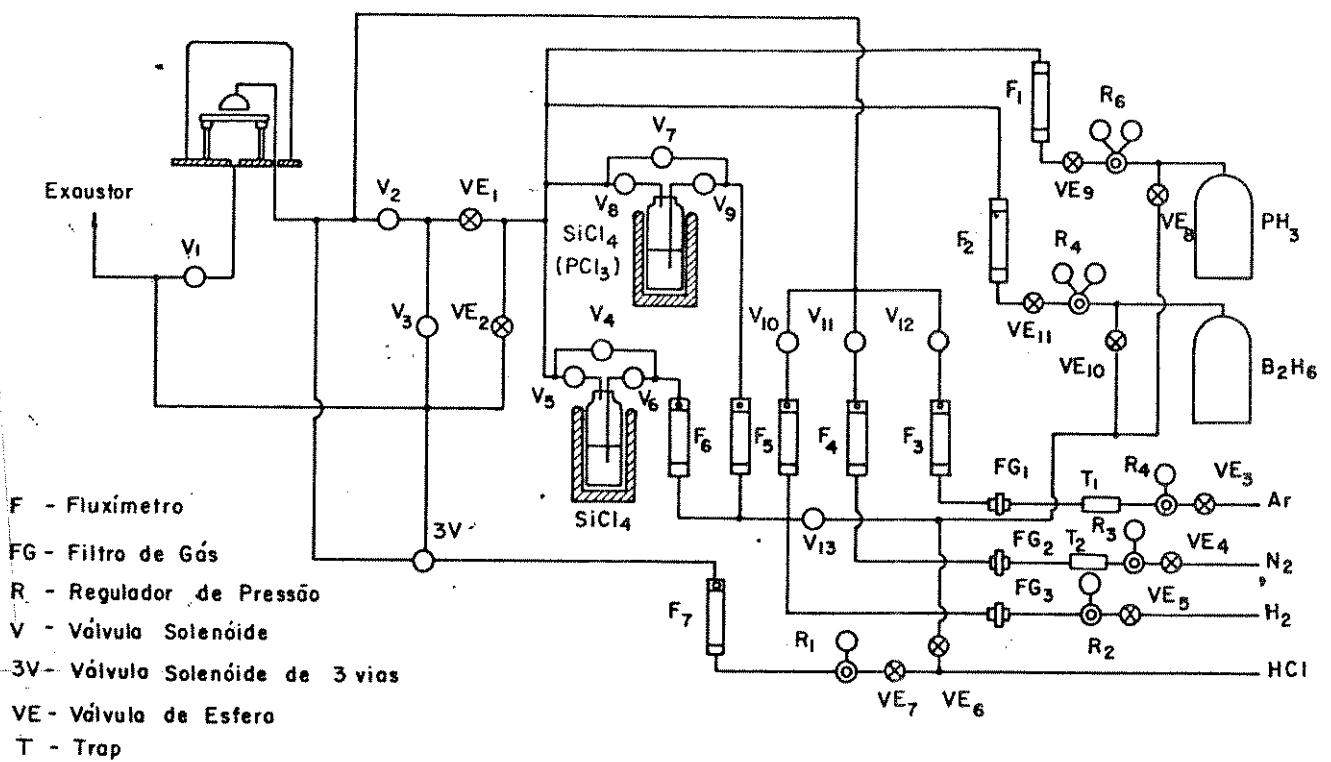 F1
R6
V7
VE9
V2
VE1
Exaustor
V8
V9
VE8
PH3
SiCl4
(PCl3)
F2
R4
V1
V3
VE2
V4
V10
V11
V12
VE11
VE10
B2H6
V5
V6
F6
F5
F4
F3
FG1
T1
R4
VE3
Ar
F - Fluxímetro
SiCl4
3V
V13
FG2
T2
R3
VE4
N2
FG - Filtro de Gás
FG3
VE5
H2
R - Regulador de Pressão
F7
R1
R2
V - Válvula Solenóide
HCl
3V - Válvula Solenóide de 3 vias
VE7
VE6
VE - Válvula de Esfera
T - Trap